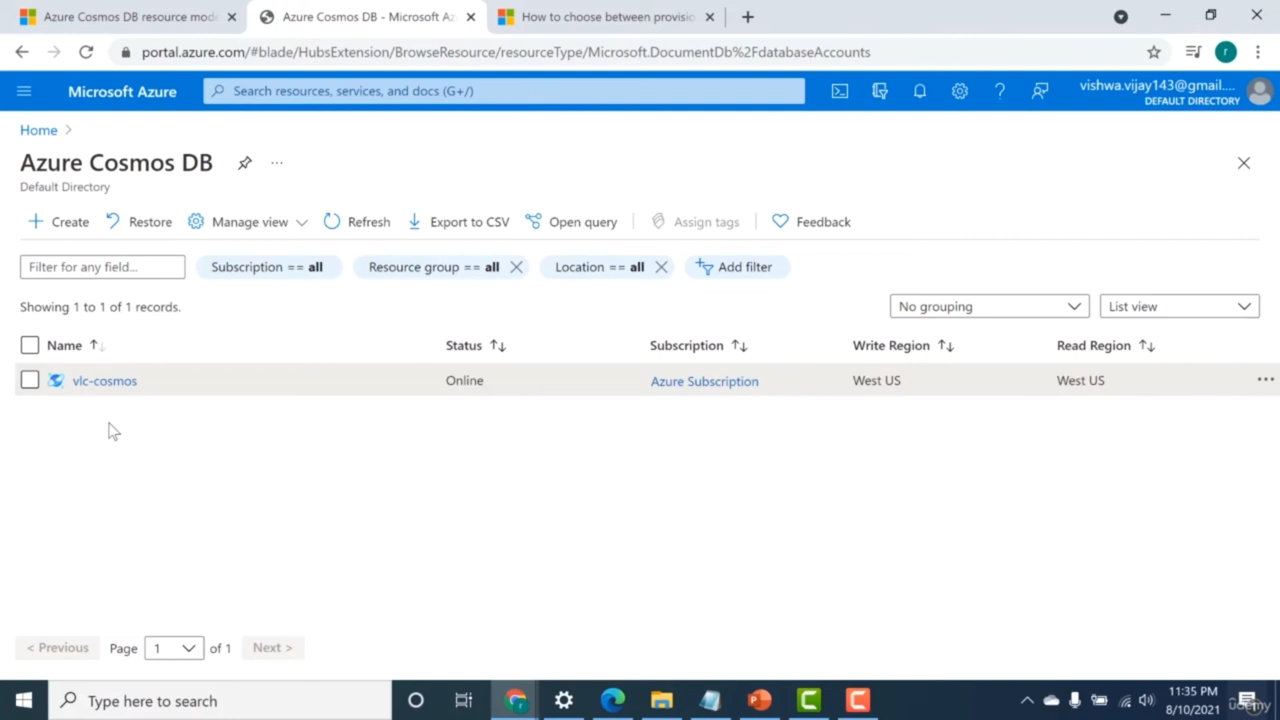 Azure Cosmos DB resource mode
Azure Cosmos DB - Microsoft Az
How to choose between provisio
portal.azure.com/#blade/HubsExtension/BrowseResource/resourceType/Microsoft.DocumentDb%2FdatabaseAccounts
r
Microsoft Azure
Search resources, services, and docs (G+/)
vishwa.vijay143@gmail....
DEFAULT DIRECTORY
Home >
Azure Cosmos DB
Default Directory
Create Restore Manage view Refresh Export to CSV Open query Assign tags Feedback
Filter for any field... Subscription == all Resource group == all Location == all Add filter
Showing 1 to 1 of 1 records.
No grouping List view
Name Status Subscription Write Region Read Region
vlc-cosmos Online Azure Subscription West US West US
< Previous Page 1 of 1 Next >
Type here to search
11:35 PM
8/10/2021
udemy